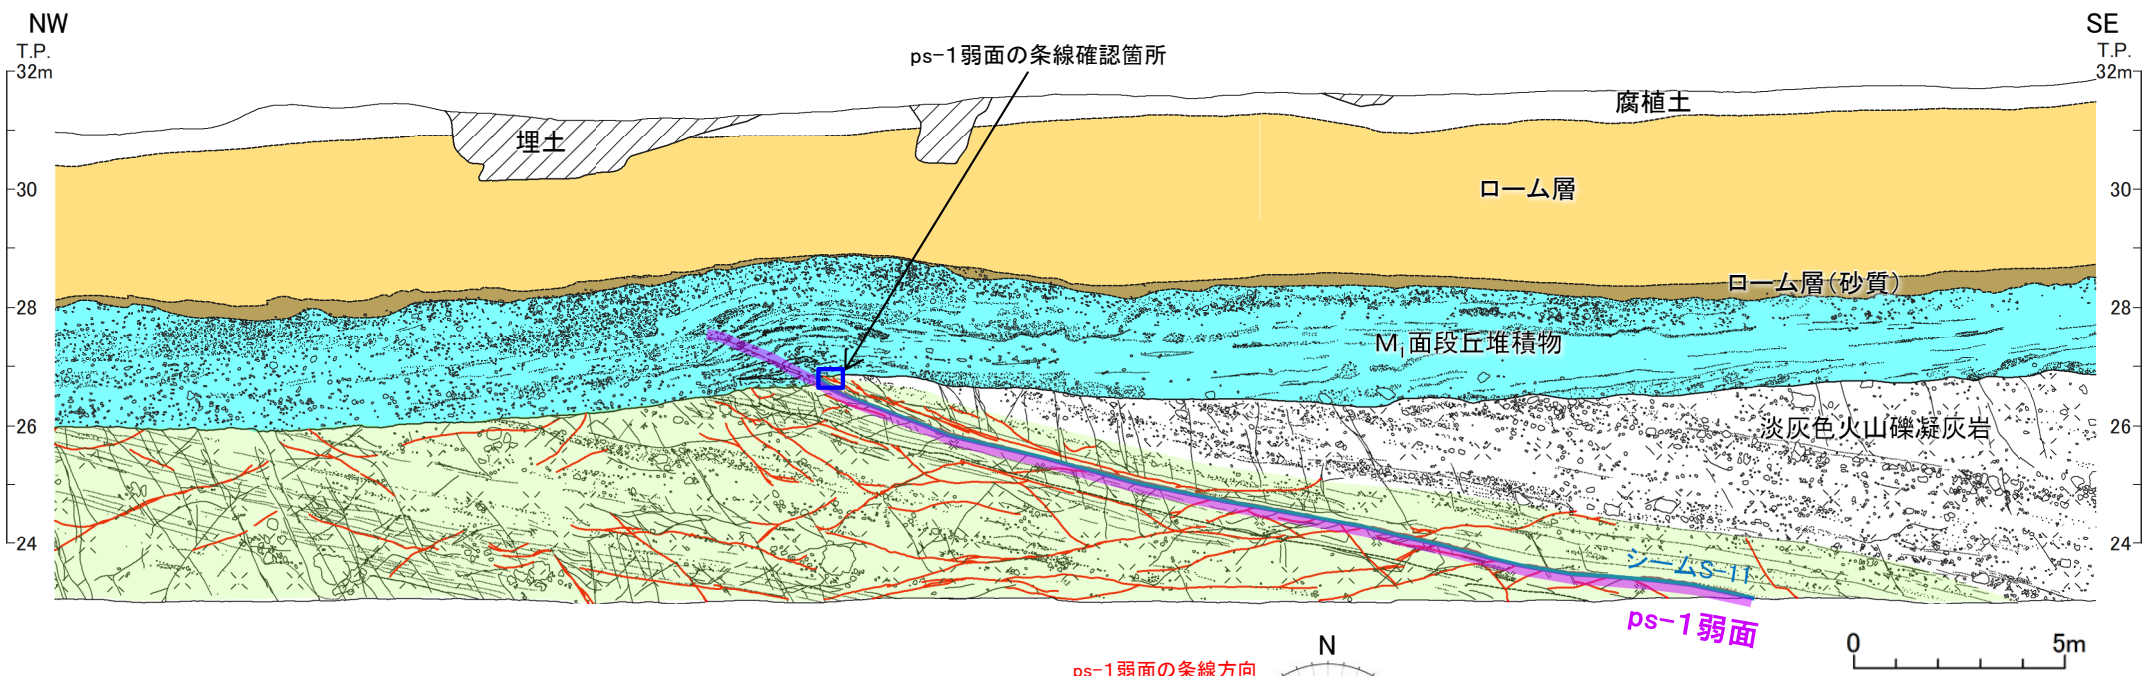 NW
SE
T.P.
T.P.
32m
32m
ps-1弱面の条線確認箇所
腐植土
埋土
30
ローム層
30
ローム層(砂質)
28
28
M₁面段丘堆積物
26
淡灰色火山礫凝灰岩
26
24
24
シームS-11
ps-1弱面
0 5m
N
ps-1弱面の条線方向